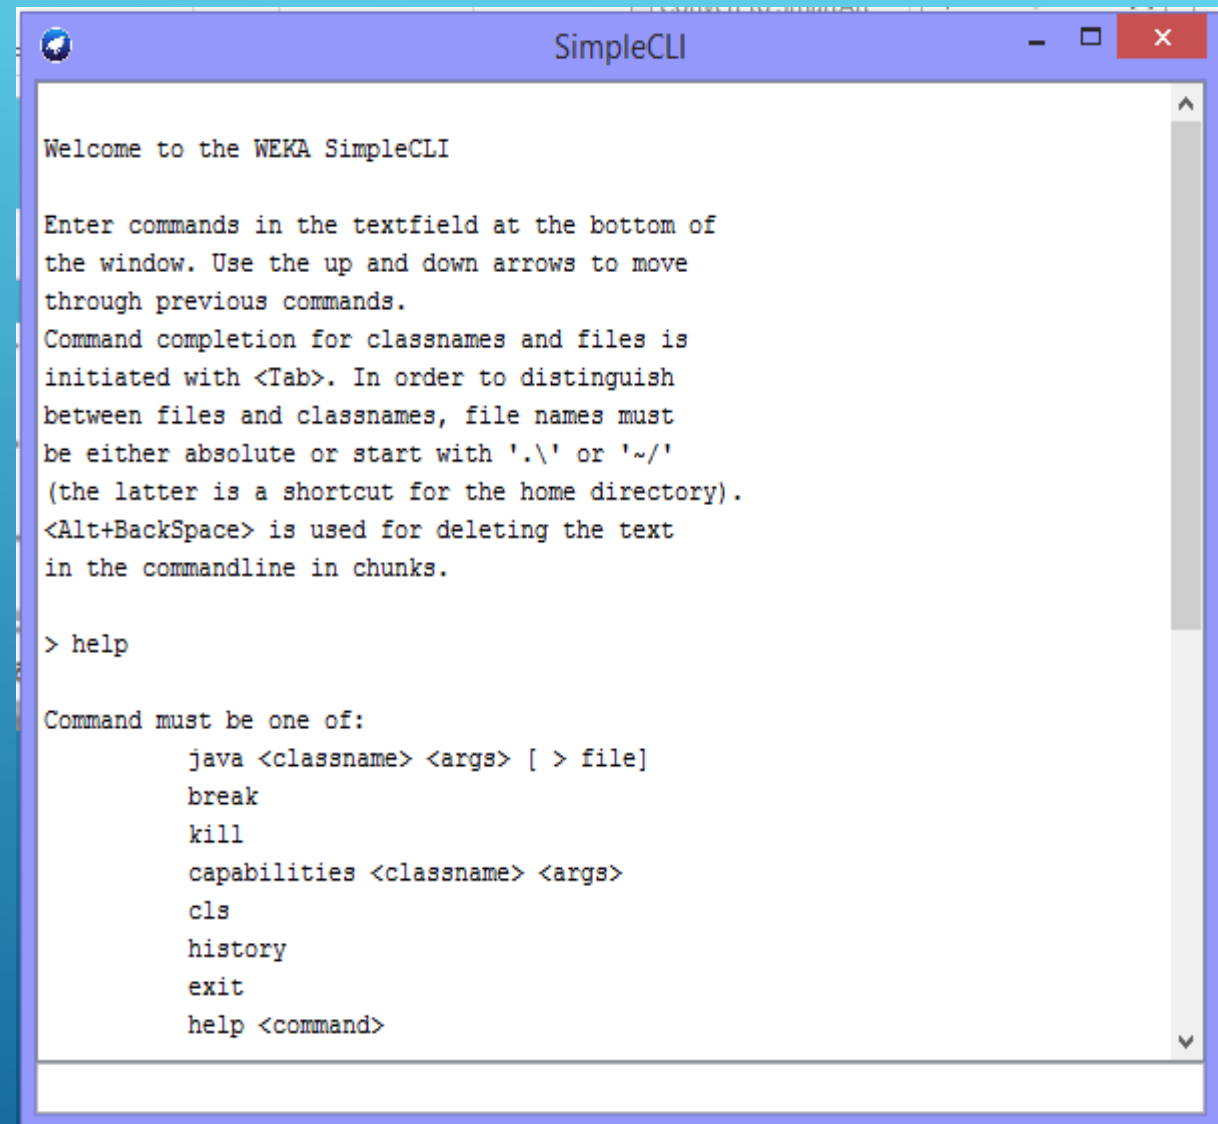 SimpleCLI
Welcome to the WEKA SimpleCLI
Enter commands in the textfield at the bottom of
the window. Use the up and down arrows to move
through previous commands.
Command completion for classnames and files is
initiated with <Tab>. In order to distinguish
between files and classnames, file names must
be either absolute or start with '.\' or '~/'
(the latter is a shortcut for the home directory).
<Alt+BackSpace> is used for deleting the text
in the commandline in chunks.
> help
Command must be one of:
java <classname> <args> [ > file]
break
kill
capabilities <classname> <args>
cls
history
exit
help <command>